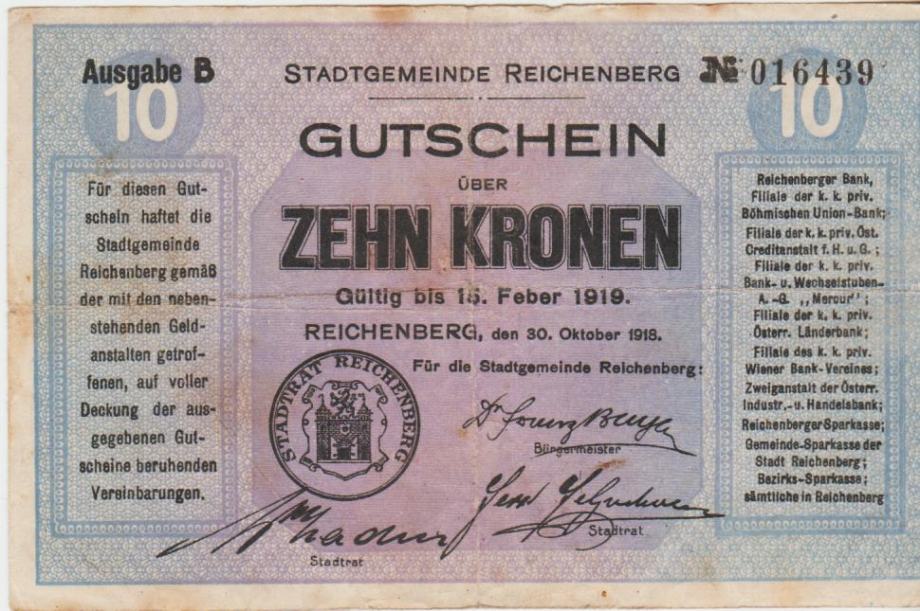 Ausgabe B
10
STADTGEMEINDE REICHENBERG
№ 016439
10
GUTSCHEIN
ÜBER
ZEHN KRONEN
Gültig bis 15. Feber 1919.
REICHENBERG, den 30. Oktober 1918.
Für die Stadtgemeinde Reichenberg:
Für diesen Gut-
schein haftet die
Stadtgemeinde
Reichenberg gemäß
der mit den neben-
stehenden Geld-
anstalten getrof-
fenen, auf voller
Deckung der aus-
gegebenen Gut-
scheine beruhenden
Vereinbarungen.
STADTRAT REICHENBERG
Dr Franz Bayer
Bürgermeister
Stadtrat
Stadtrat
Reichenberger Bank,
Filiale der k. k. priv.
Böhmischen Union-Bank;
Filiale der k. k. priv. Öst.
Creditanstalt f. H. u. G. ;
Filiale der k. k. priv.
Bank- u. Wechselstuben-
A. -G. ,,Mercur" ;
Filiale der k. k. priv.
Österr. Länderbank;
Filiale des k. k. priv.
Wiener Bank-Vereines;
Zweiganstalt der Österr.
Industr.-u. Handelsbank;
Reichenberger Sparkasse;
Gemeinde-Sparkasse der
Stadt Reichenberg;
Bezirks-Sparkasse;
sämtliche in Reichenberg